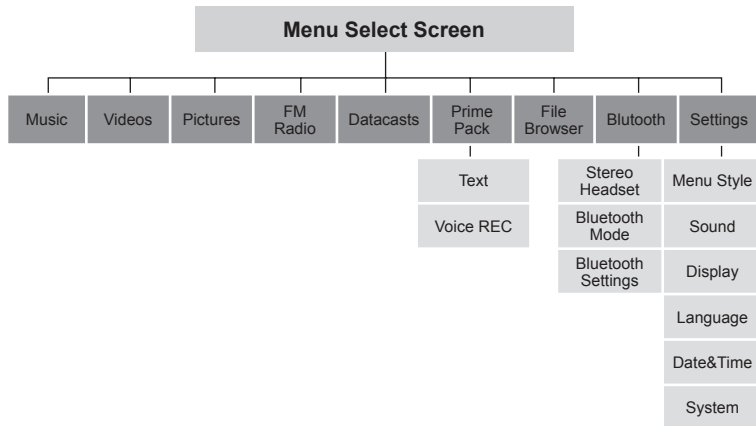 Menu Select Screen
Music
Videos
Pictures
FM
Radio
Datacasts
Prime
Pack
File
Browser
Blutooth
Settings
Text
Voice REC
Stereo
Headset
Bluetooth
Mode
Bluetooth
Settings
Menu Style
Sound
Display
Language
Date&Time
System